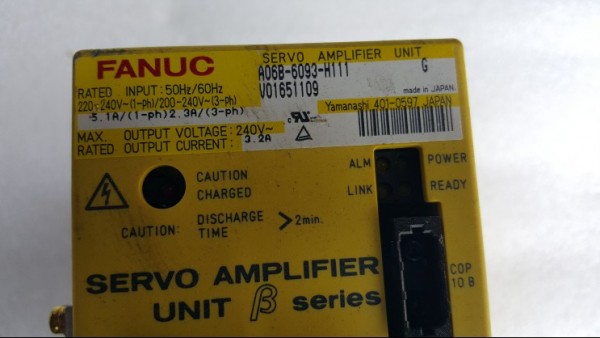 FANUC
SERVO AMPLIFIER UNIT
A06B-6093-H111 G
V01651109
made in JAPAN
RATED INPUT: 50Hz/60Hz
220-240V~(1-ph)/200-240V~(3-ph)
5.1A/(1-ph)2.3A/(3-ph)
Yamanashi 401-0597 JAPAN
MAX. OUTPUT VOLTAGE: 240V~
RATED OUTPUT CURRENT: 3.2A
ALM POWER
LINK READY
CAUTION
CHARGED
CAUTION: DISCHARGE TIME > 2min.
COP
10 B
SERVO AMPLIFIER
UNIT β series